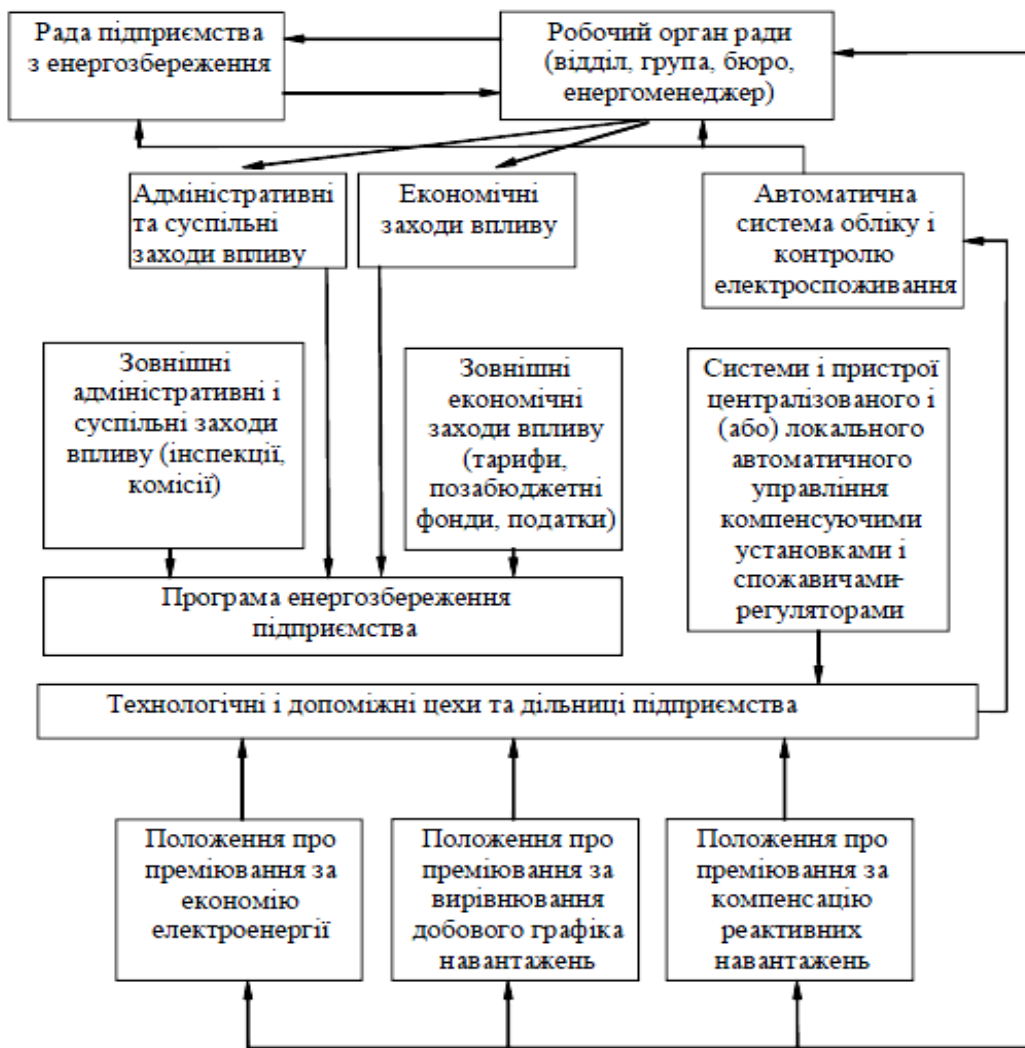 Рада підприємства
з енергозбереження
Робочий орган ради
(відділ, група, бюро,
енергоменеджер)
Адміністративні
та суспільні
заходи впливу
Економічні
заходи впливу
Автоматична
система обліку і
контролю
електроспоживання
Зовнішні
адміністративні і
суспільні заходи
впливу (інспекції,
комісії)
Зовнішні
економічні
заходи впливу
(тарифи,
позабюджетні
фонди, податки)
Системи і пристрої
централізованого і
(або) локального
автоматичного
управління
компенсуючими
установками і
спожавичами-
регуляторами
Програма енергозбереження
підприємства
Технологічні і допоміжні цехи та дільниці підприємства
Положення про
преміювання за
економію
електроенергії
Положення про
преміювання за
вирівнювання
добового графіка
навантажень
Положення про
преміювання за
компенсацію
реактивних
навантажень